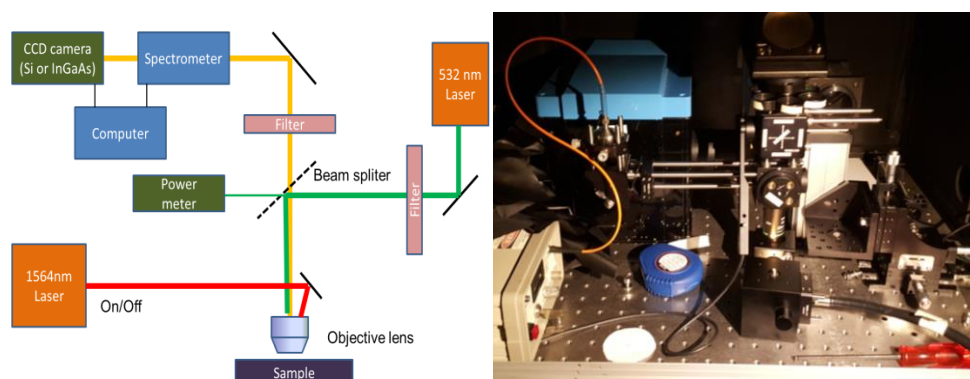 CCD camera
(Si or InGaAs)
Spectrometer
Computer
532 nm
Laser
Filter
Beam spliter
Power
meter
Filter
1564nm
Laser
On/Off
Objective lens
Sample